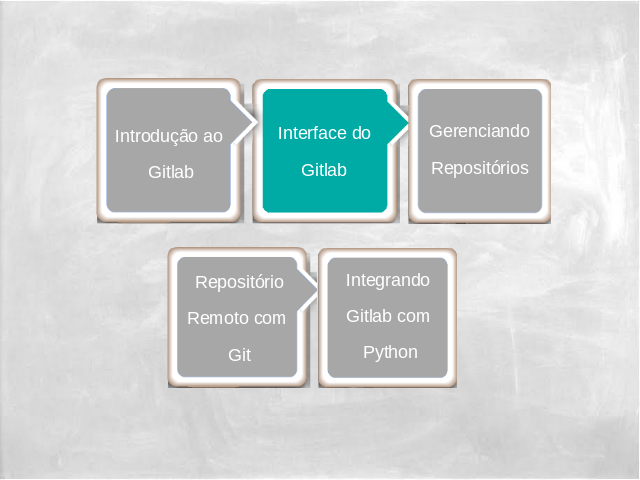 Introdução ao
Gitlab
Interface do
Gitlab
Gerenciando
Repositórios
Repositório
Remoto com
Git
Integrando
Gitlab com
Python